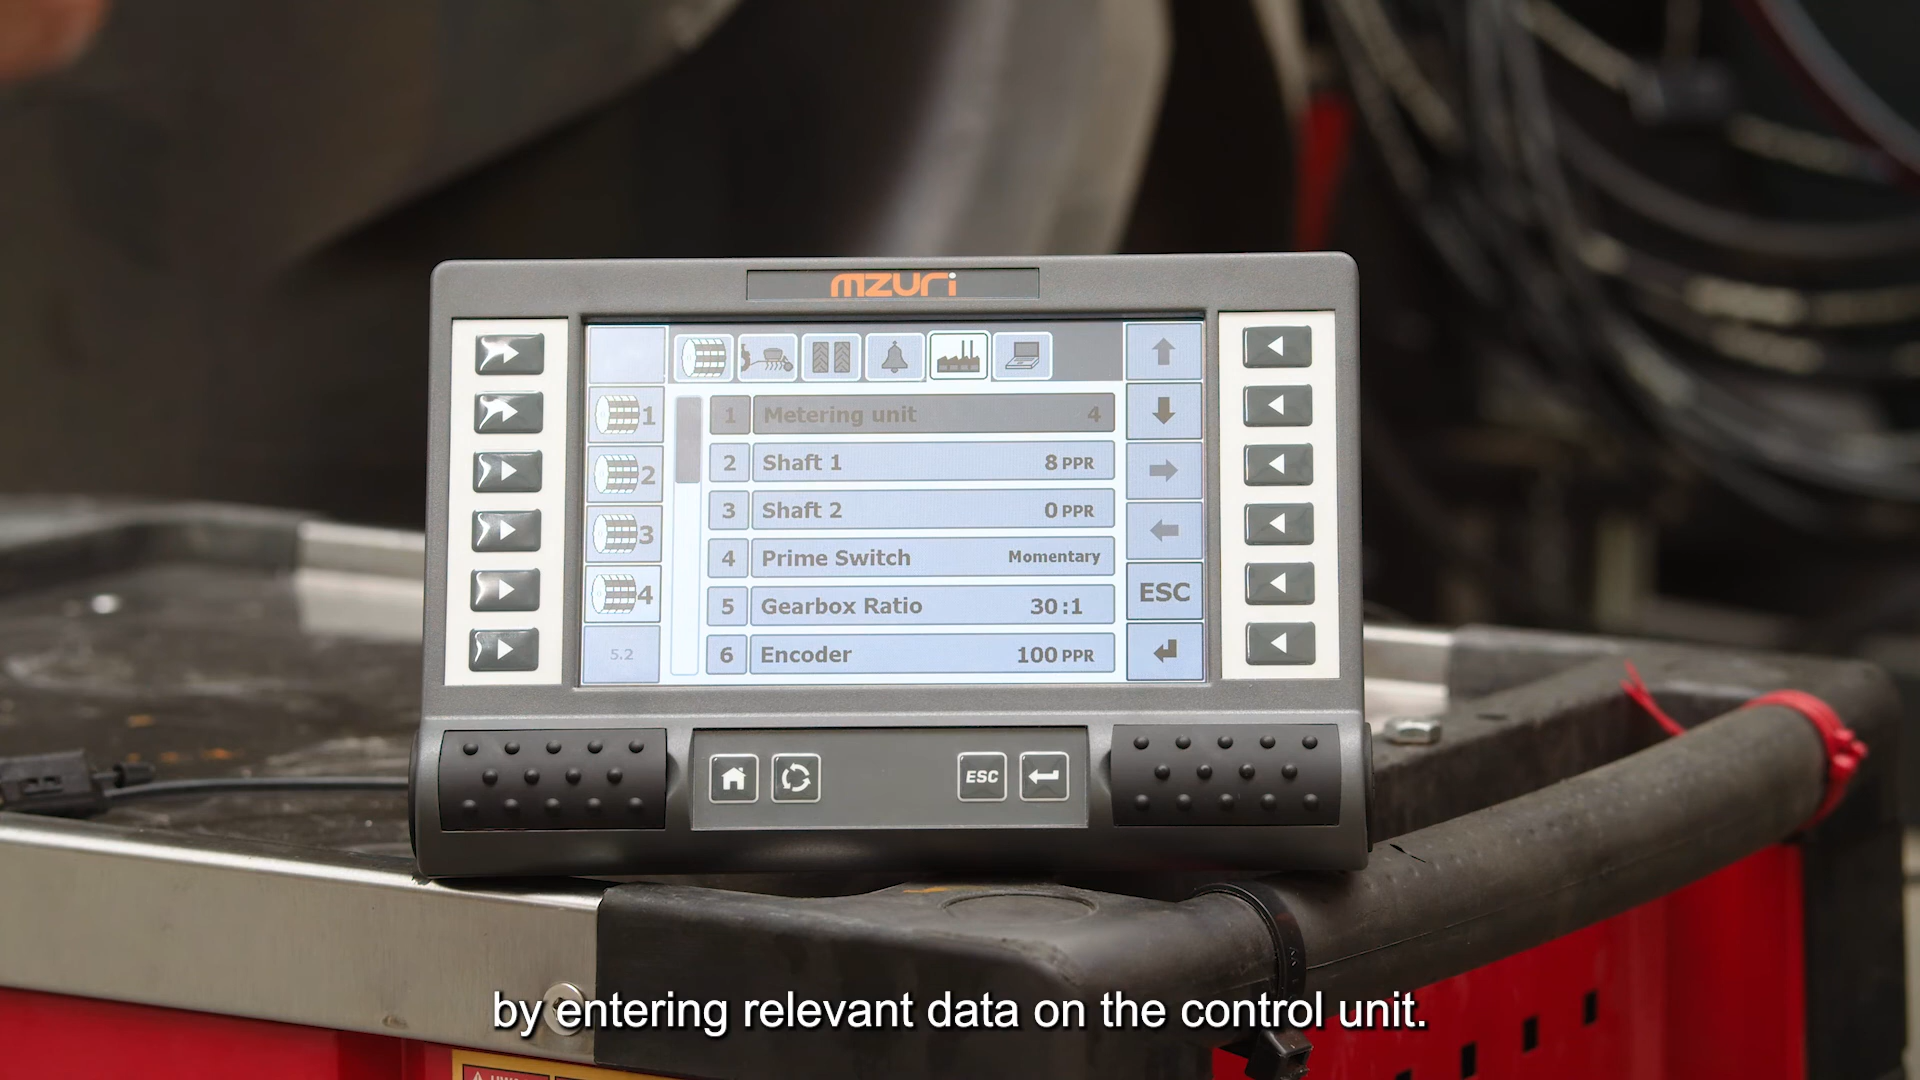 mzuri
1 Metering unit 4
1
2 Shaft 1 8 PPR
2
3 Shaft 2 0 PPR
3
4 Prime Switch Momentary
4
5 Gearbox Ratio 30:1
ESC
5.2
6 Encoder 100 PPR
ESC
by entering relevant data on the control unit.